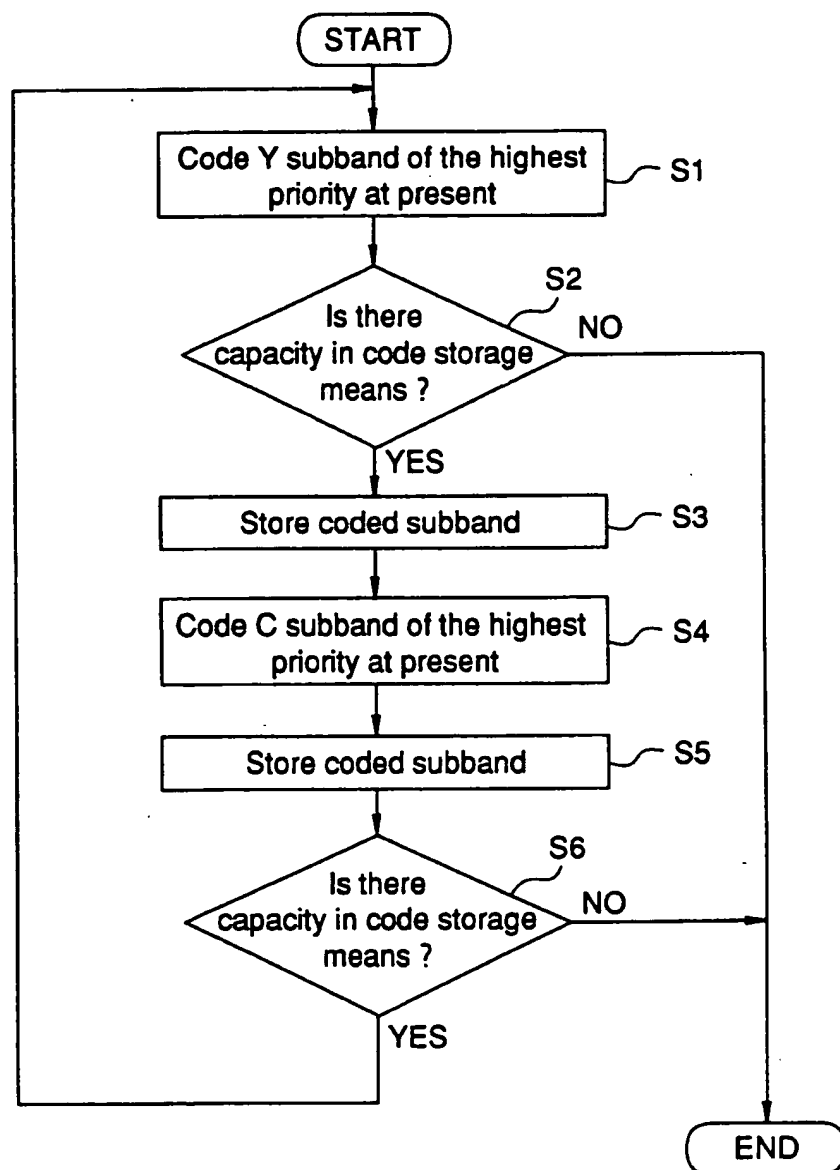 START
Code Y subband of the highest
priority at present
S1
S2
Is there
capacity in code storage
means ?
NO
YES
Store coded subband
S3
Code C subband of the highest
priority at present
S4
Store coded subband
S5
S6
Is there
capacity in code storage
means ?
NO
YES
END